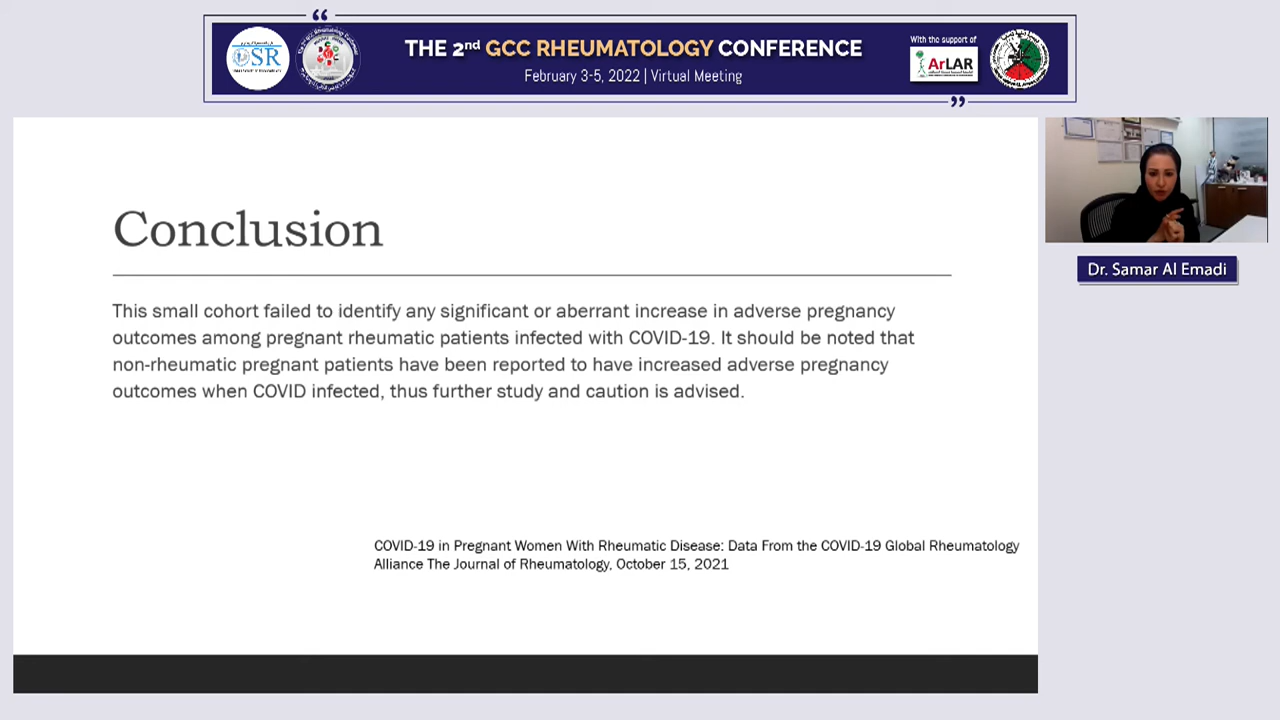 “
THE 2nd GCC RHEUMATOLOGY CONFERENCE
February 3-5, 2022 | Virtual Meeting
With the support of
OSR
ArLAR
”
Conclusion
This small cohort failed to identify any significant or aberrant increase in adverse pregnancy
outcomes among pregnant rheumatic patients infected with COVID-19. It should be noted that
non-rheumatic pregnant patients have been reported to have increased adverse pregnancy
outcomes when COVID infected, thus further study and caution is advised.
COVID-19 in Pregnant Women With Rheumatic Disease: Data From the COVID-19 Global Rheumatology
Alliance The Journal of Rheumatology, October 15, 2021
Dr. Samar Al Emadi